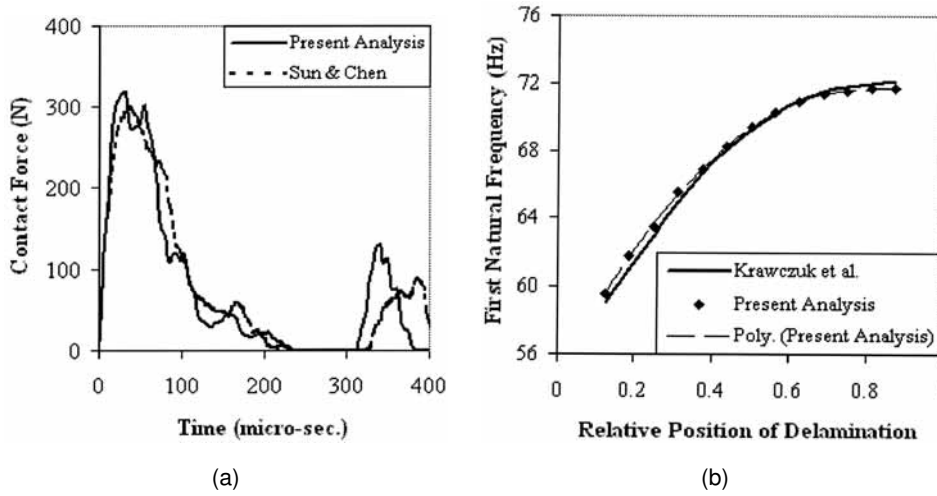 400
300
200
100
0
Contact Force (N)
Present Analysis
Sun & Chen
0 100 200 300 400
Time (micro-sec.)
(a)
76
72
68
64
60
56
First Natural Frequency (Hz)
Krawczuk et al.
Present Analysis
Poly. (Present Analysis)
0 0.2 0.4 0.6 0.8
Relative Position of Delamination
(b)